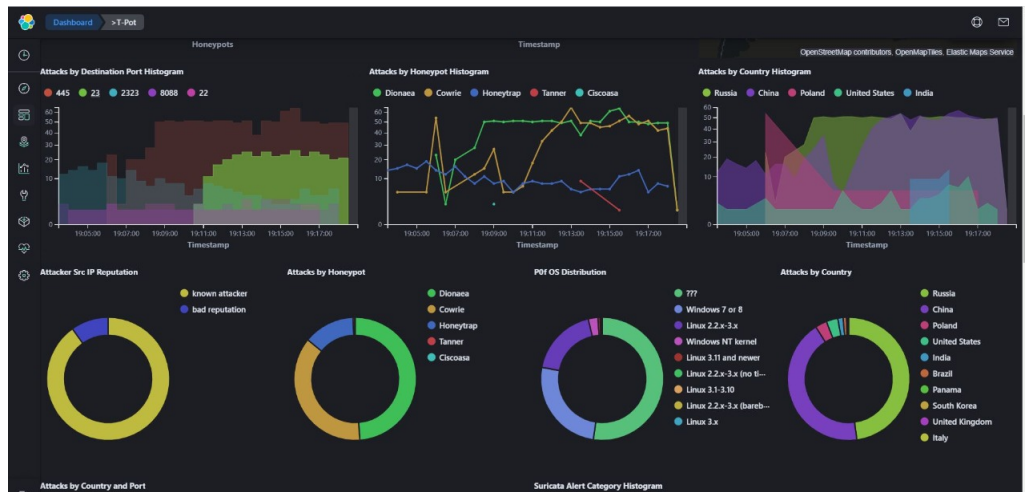 Dashboard >T-Pot
Honeypots
Timestamp
OpenStreetMap contributors, OpenMapTiles, Elastic Maps Service
Attacks by Destination Port Histogram
445 23 2323 8088 22
60
50
40
30
20
10
0
19:05:00 19:07:00 19:09:00 19:11:00 19:13:00 19:15:00 19:17:00
Timestamp
Attacks by Honeypot Histogram
Dionaea Cowrie Honeytrap Tanner Ciscoasa
60
50
40
30
20
10
0
19:05:00 19:07:00 19:09:00 19:11:00 19:13:00 19:15:00 19:17:00
Timestamp
Attacks by Country Histogram
Russia China Poland United States India
60
50
40
30
20
10
0
19:05:00 19:07:00 19:09:00 19:11:00 19:13:00 19:15:00 19:17:00
Timestamp
Attacker Src IP Reputation
known attacker
bad reputation
Attacks by Honeypot
Dionaea
Cowrie
Honeytrap
Tanner
Ciscoasa
P0f OS Distribution
???
Windows 7 or 8
Linux 2.2.x-3.x
Windows NT kernel
Linux 3.11 and newer
Linux 2.2.x-3.x (no ti---
Linux 3.1-3.10
Linux 2.2.x-3.x (bareb---
Linux 3.x
Attacks by Country
Russia
China
Poland
United States
India
Brazil
Panama
South Korea
United Kingdom
Italy
Attacks by Country and Port
Suricata Alert Category Histogram